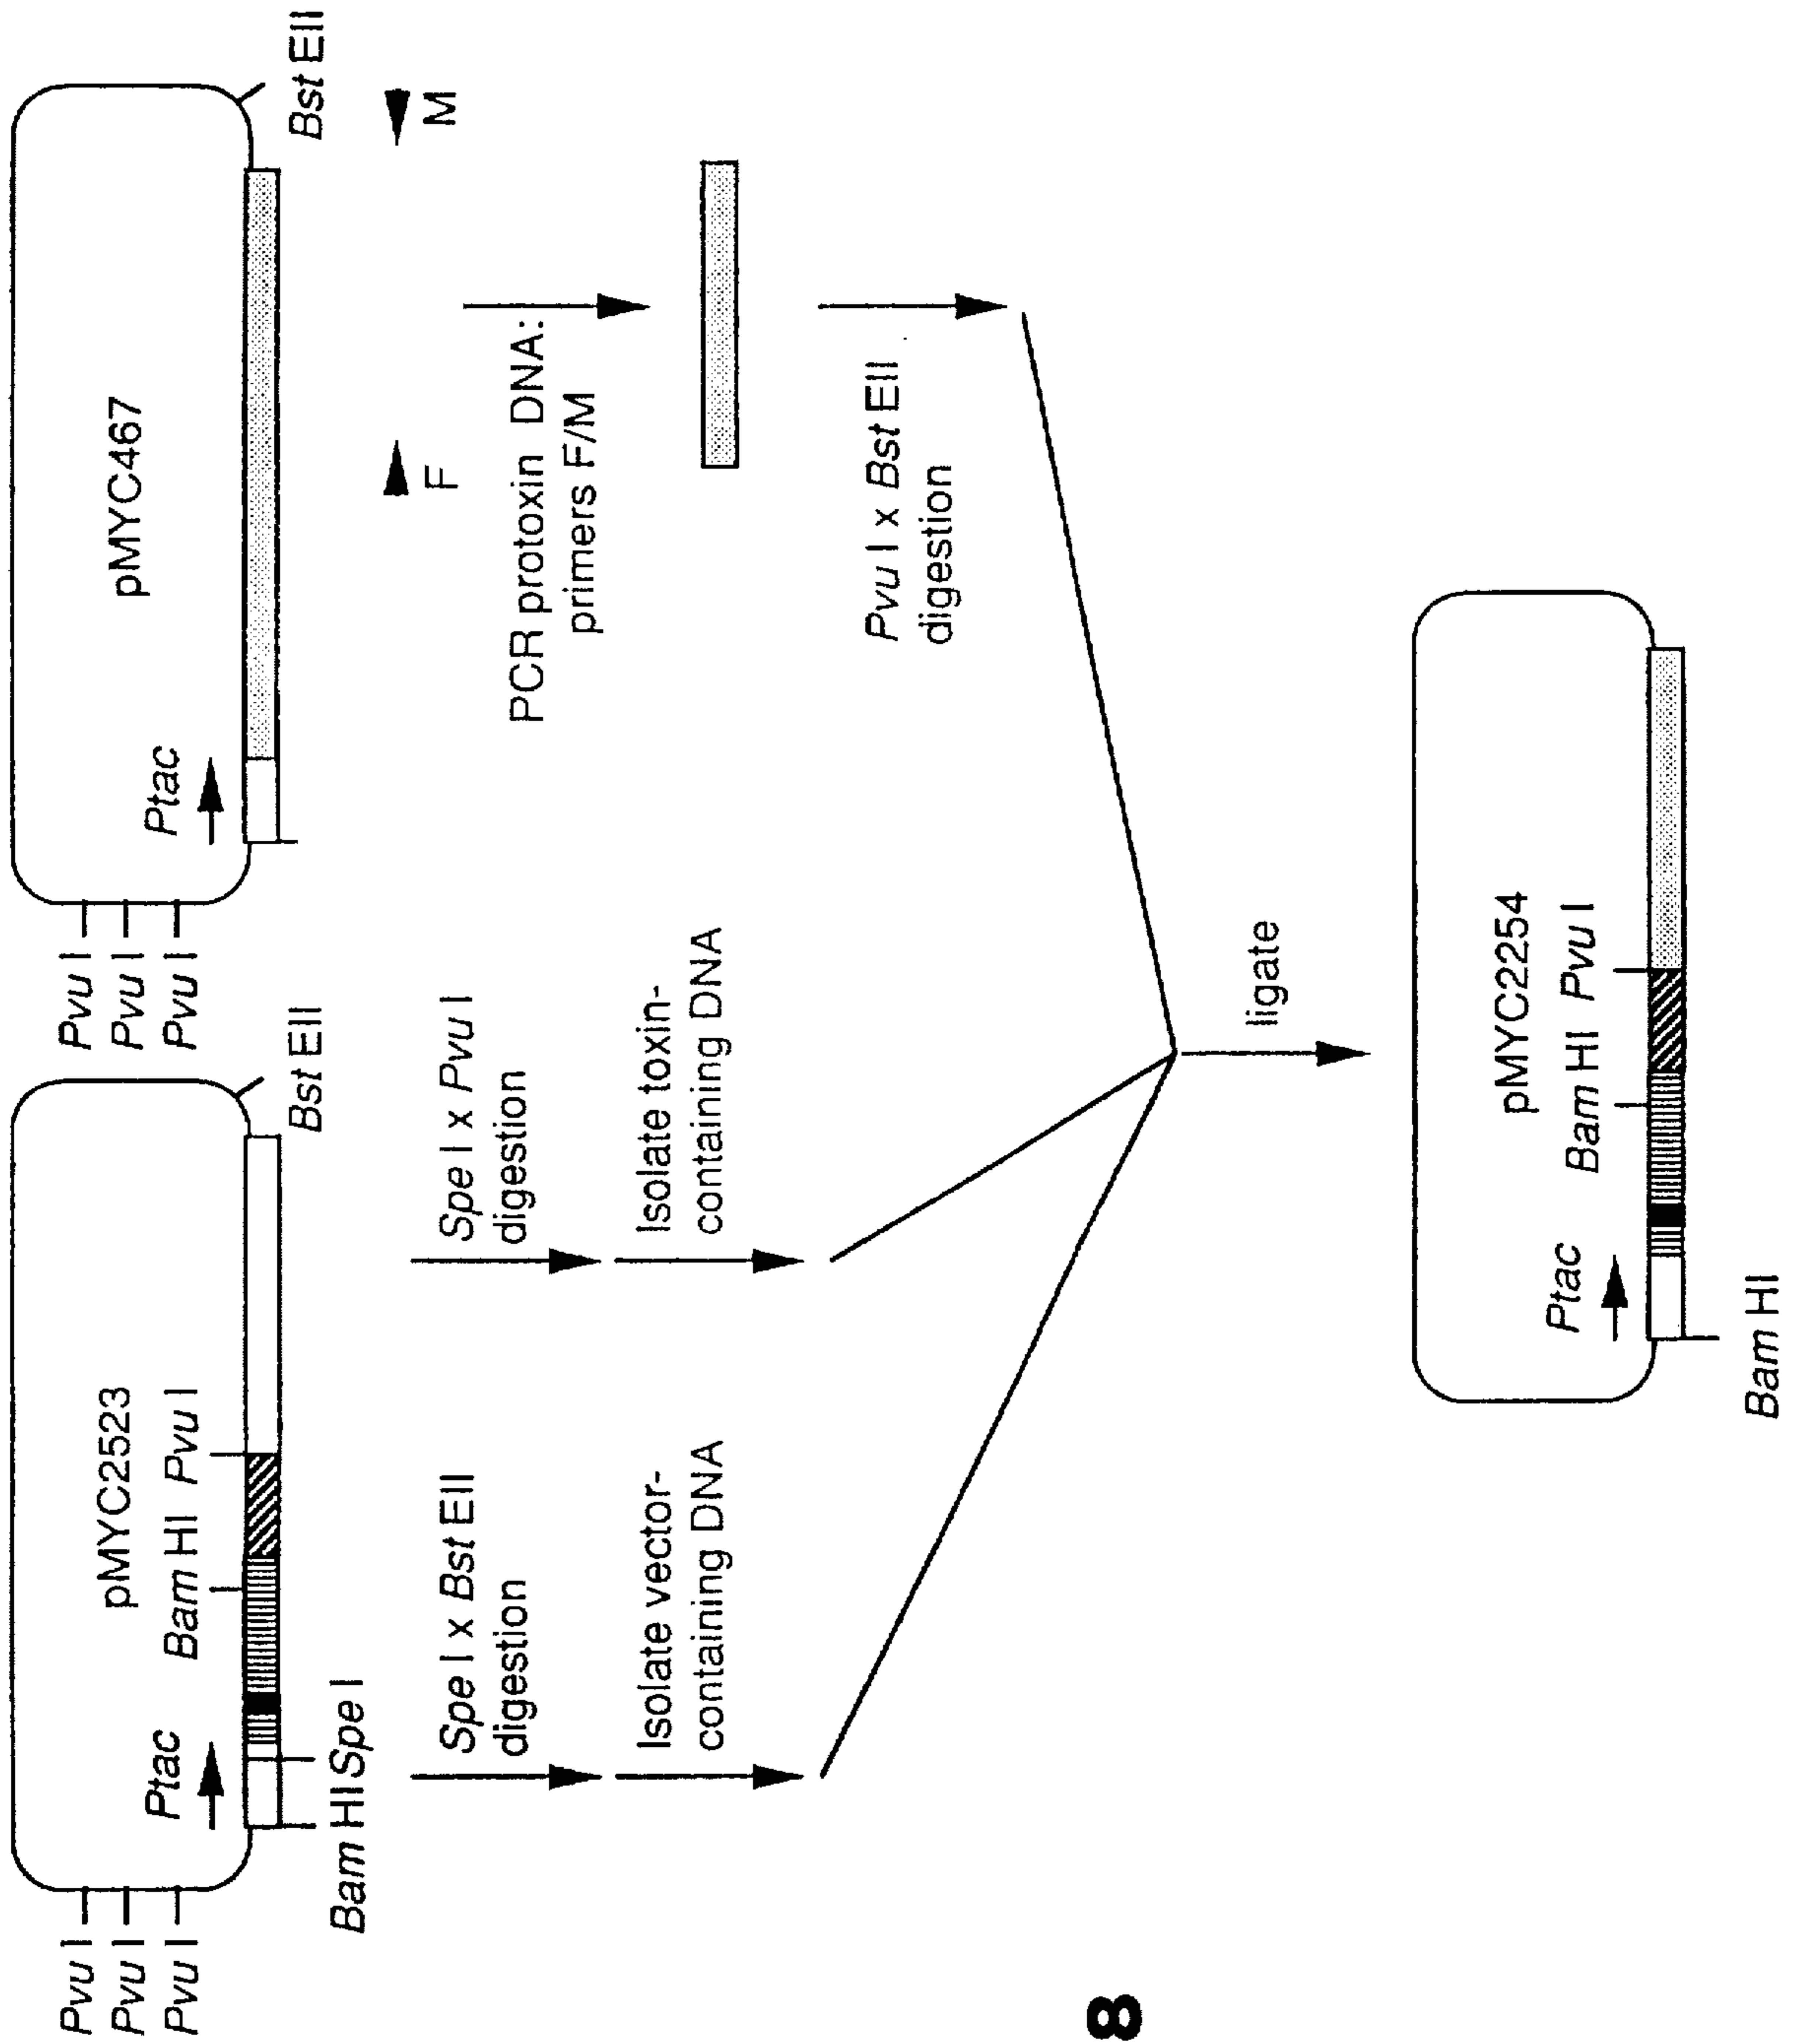 pMYC2523
Ptac
Bam HI Pvu I
Pvu I
Pvu I
Pvu I
Bam HI Spe I
Bst EII
pMYC467
Ptac
Pvu I
Pvu I
Pvu I
Bst EII
F
M
Spe I x Bst EII
digestion
Isolate vector-
containing DNA
Spe I x Pvu I
digestion
Isolate toxin-
containing DNA
PCR protoxin DNA:
primers F/M
Pvu I x Bst EII
digestion
ligate
pMYC2254
Ptac
Bam HI Pvu I
Bam HI
8